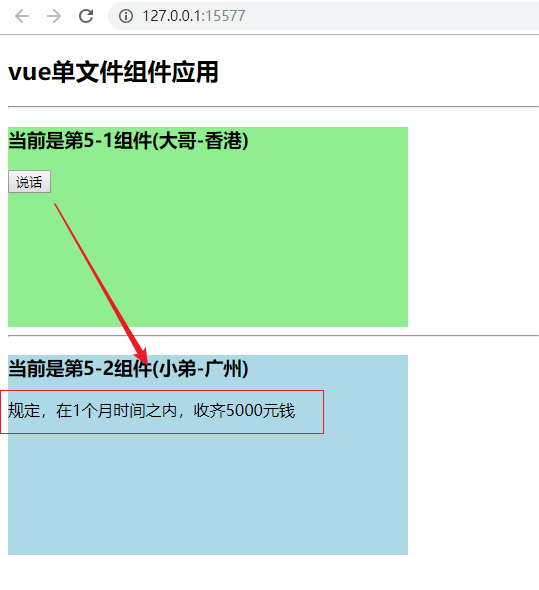 127.0.0.1:15577
vue单文件组件应用
当前是第5-1组件(大哥-香港)
说话
当前是第5-2组件(小弟-广州)
规定，在1个月时间之内，收齐5000元钱